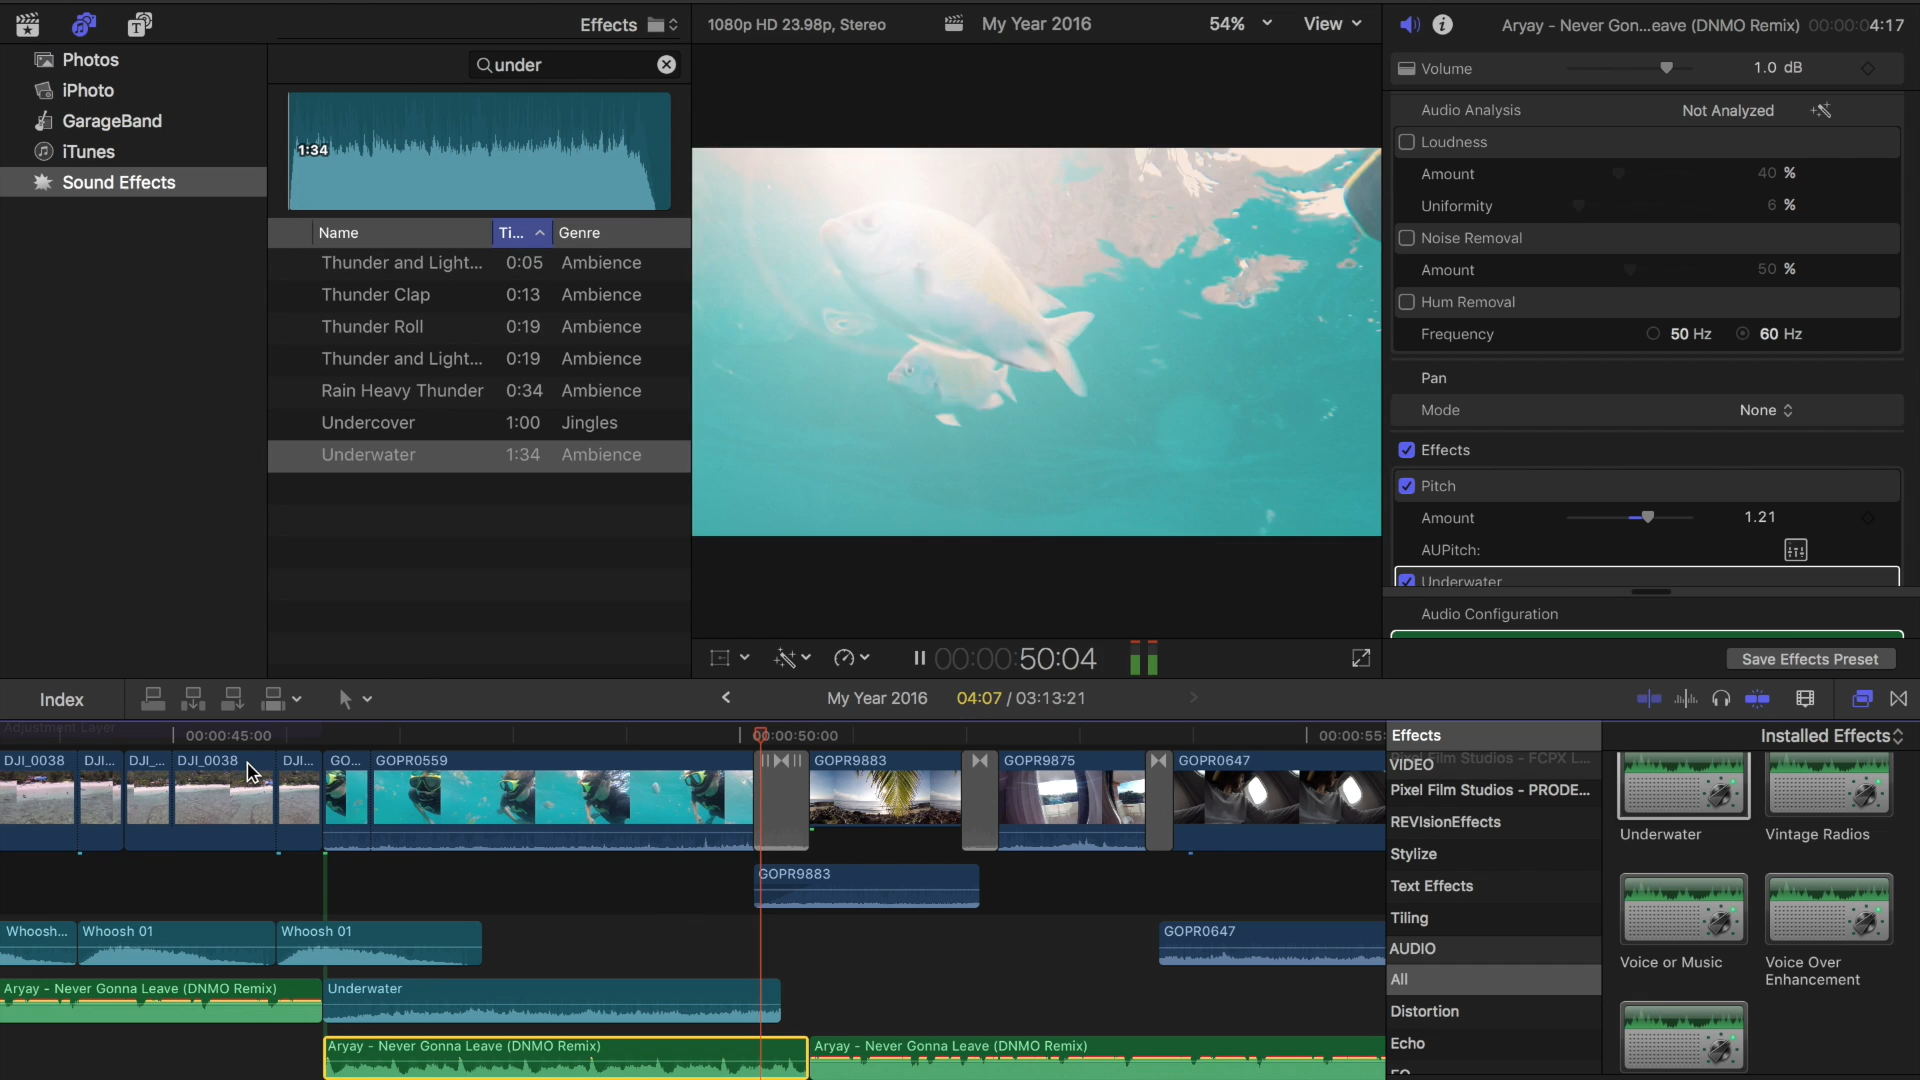 Effects
1080p HD 23.98p, Stereo
My Year 2016
54%
View
Aryay - Never Gon...eave (DNMO Remix)
00:00:04:17
Photos
iPhoto
GarageBand
iTunes
Sound Effects
under
1:34
Name
Ti...
Genre
Thunder and Light... 0:05 Ambience
Thunder Clap 0:13 Ambience
Thunder Roll 0:19 Ambience
Thunder and Light... 0:19 Ambience
Rain Heavy Thunder 0:34 Ambience
Undercover 1:00 Jingles
Underwater 1:34 Ambience
Volume 1.0 dB
Audio Analysis Not Analyzed
Loudness
Amount 40 %
Uniformity 6 %
Noise Removal
Amount 50 %
Hum Removal
Frequency 50 Hz 60 Hz
Pan
Mode None
Effects
Pitch
Amount 1.21
AUPitch:
Underwater
Audio Configuration
Save Effects Preset
00:00:50:04
Index
My Year 2016 04:07 / 03:13:21
Adjustment Layer
00:00:45:00
00:00:50:00
00:00:55:
DJI_0038
DJI...
DJI_...
DJI_0038
DJI...
GO...
GOPR0559
GOPR9883
GOPR9875
GOPR0647
GOPR9883
Whoosh...
Whoosh 01
Whoosh 01
GOPR0647
Aryay - Never Gonna Leave (DNMO Remix)
Underwater
Aryay - Never Gonna Leave (DNMO Remix)
Aryay - Never Gonna Leave (DNMO Remix)
Effects
Installed Effects
Pixel Film Studios - FCPX L...
VIDEO
Pixel Film Studios - PRODE...
REVIsionEffects
Stylize
Text Effects
Tiling
AUDIO
All
Distortion
Echo
EQ
Underwater
Vintage Radios
Voice or Music
Voice Over
Enhancement